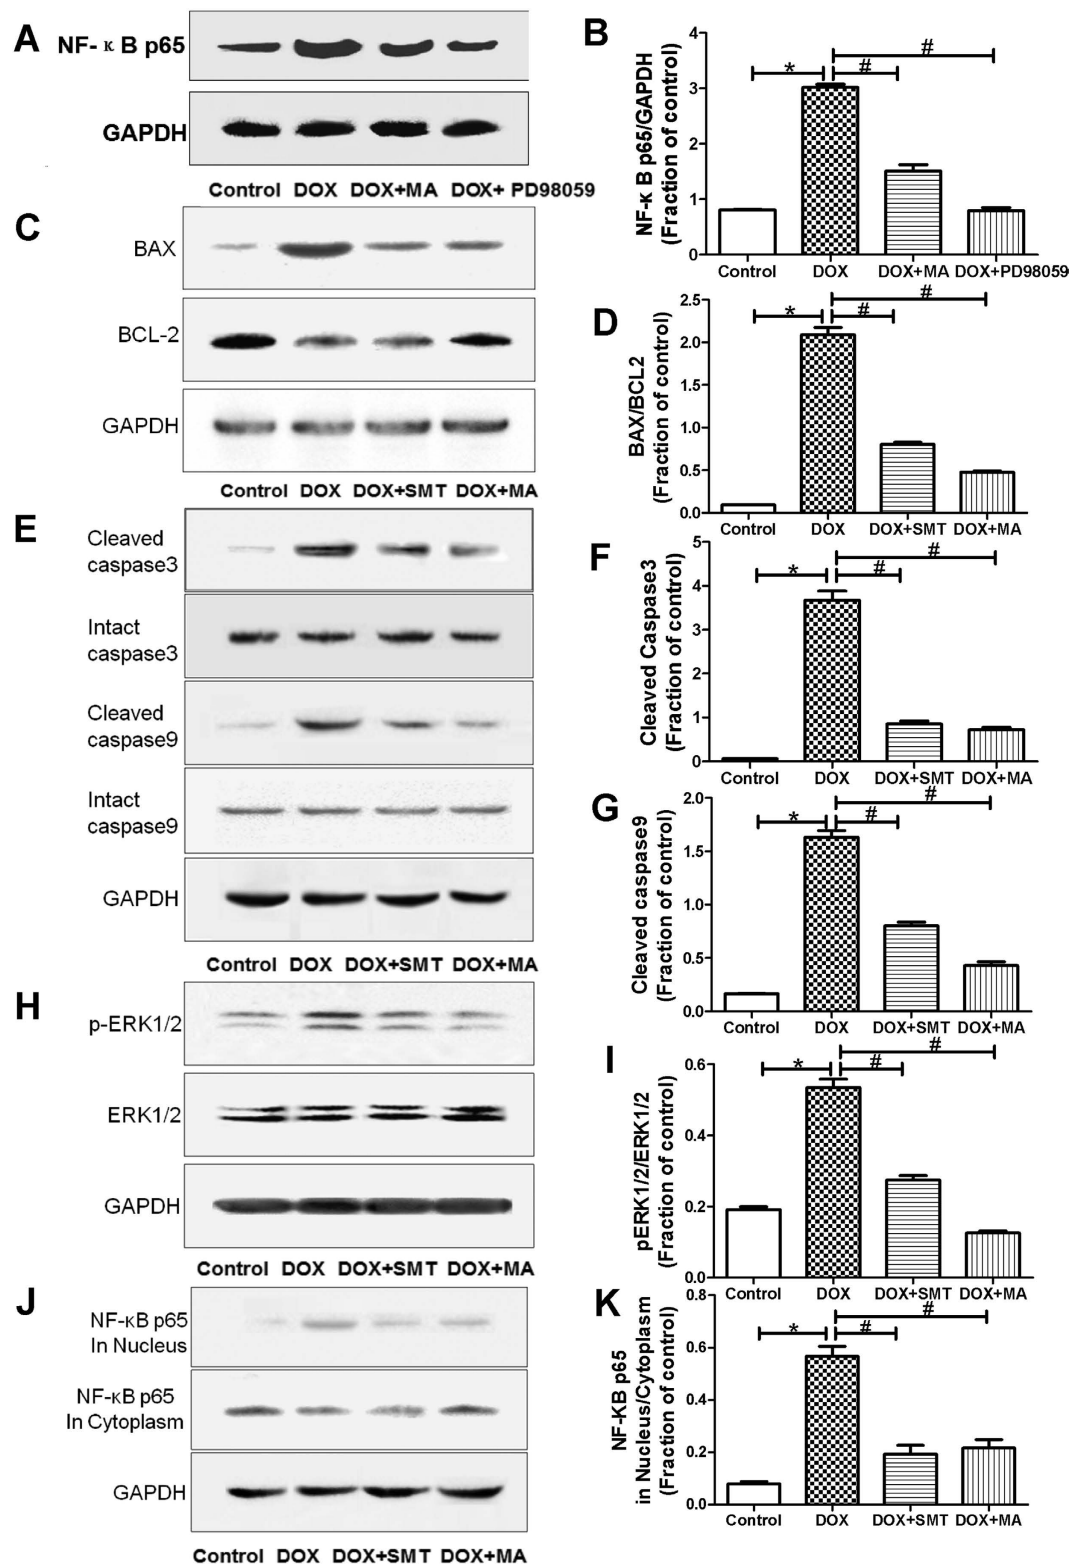 A
NF- κ B p65
GAPDH
Control DOX DOX+MA DOX+ PD98059
B
NF-κ B p65/GAPDH
(Fraction of control)
4
3
2
1
0
*
#
#
Control DOX DOX+MA DOX+PD98059
C
BAX
BCL-2
GAPDH
Control DOX DOX+SMT DOX+MA
D
BAX/BCL2
(Fraction of control)
2.5
2.0
1.5
1.0
0.5
0.0
*
#
#
Control DOX DOX+SMT DOX+MA
E
Cleaved
caspase3
Intact
caspase3
Cleaved
caspase9
Intact
caspase9
GAPDH
Control DOX DOX+SMT DOX+MA
F
Cleaved Caspase3
(Fraction of control)
5
4
3
2
1
0
*
#
#
Control DOX DOX+SMT DOX+MA
G
Cleaved caspase9
(Fraction of control)
2.0
1.5
1.0
0.5
0.0
*
#
#
Control DOX DOX+SMT DOX+MA
H
p-ERK1/2
ERK1/2
GAPDH
Control DOX DOX+SMT DOX+MA
I
pERK1/2/ERK1/2
(Fraction of control)
0.6
0.4
0.2
0.0
*
#
#
Control DOX DOX+SMT DOX+MA
J
NF-κB p65
In Nucleus
NF-κB p65
In Cytoplasm
GAPDH
Control DOX DOX+SMT DOX+MA
K
NF-KB p65
in Nucleus/Cytoplasm
(Fraction of control)
0.8
0.6
0.4
0.2
0.0
*
#
#
Control DOX DOX+SMT DOX+MA